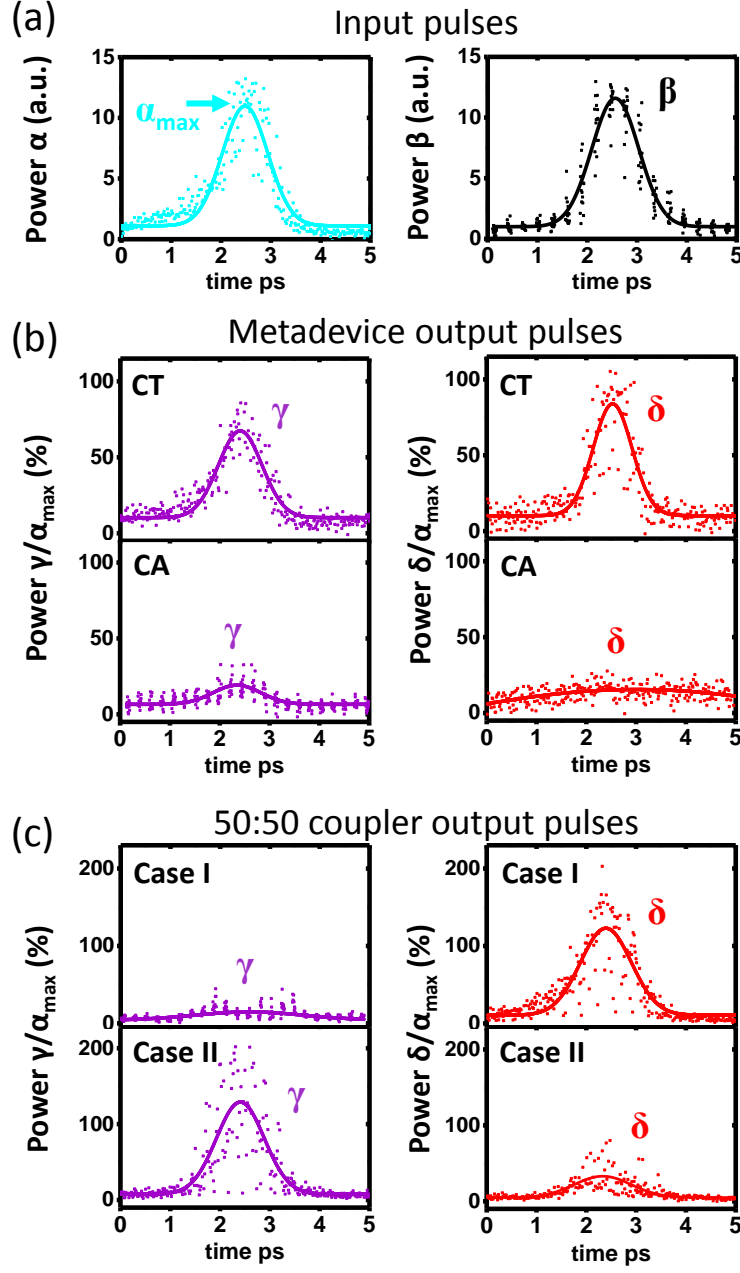 (a)
Input pulses
15
10
5
0
Power α (a.u.)
α_max
0 1 2 3 4 5
time ps
15
10
5
0
Power β (a.u.)
β
0 1 2 3 4 5
time ps
(b)
Metadevice output pulses
CT
γ
100
50
0
CA
γ
100
50
0
Power γ/α_max (%)
0 1 2 3 4 5
time ps
CT
δ
100
50
0
CA
δ
100
50
0
Power δ/α_max (%)
0 1 2 3 4 5
time ps
(c)
50:50 coupler output pulses
Case I
γ
200
100
0
Case II
γ
200
100
0
Power γ/α_max (%)
0 1 2 3 4 5
time ps
Case I
δ
200
100
0
Case II
δ
200
100
0
Power δ/α_max (%)
0 1 2 3 4 5
time ps